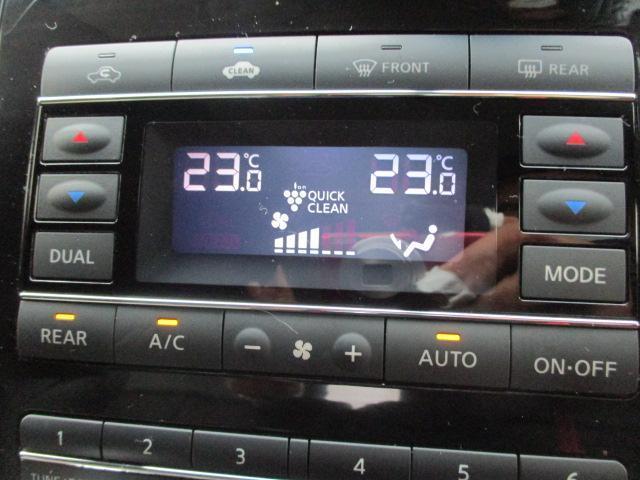 CLEAN FRONT REAR
23.0°C 23.0°C
ion
QUICK
CLEAN
DUAL MODE
REAR A/C - + AUTO ON·OFF
1 2 3 4 5 6